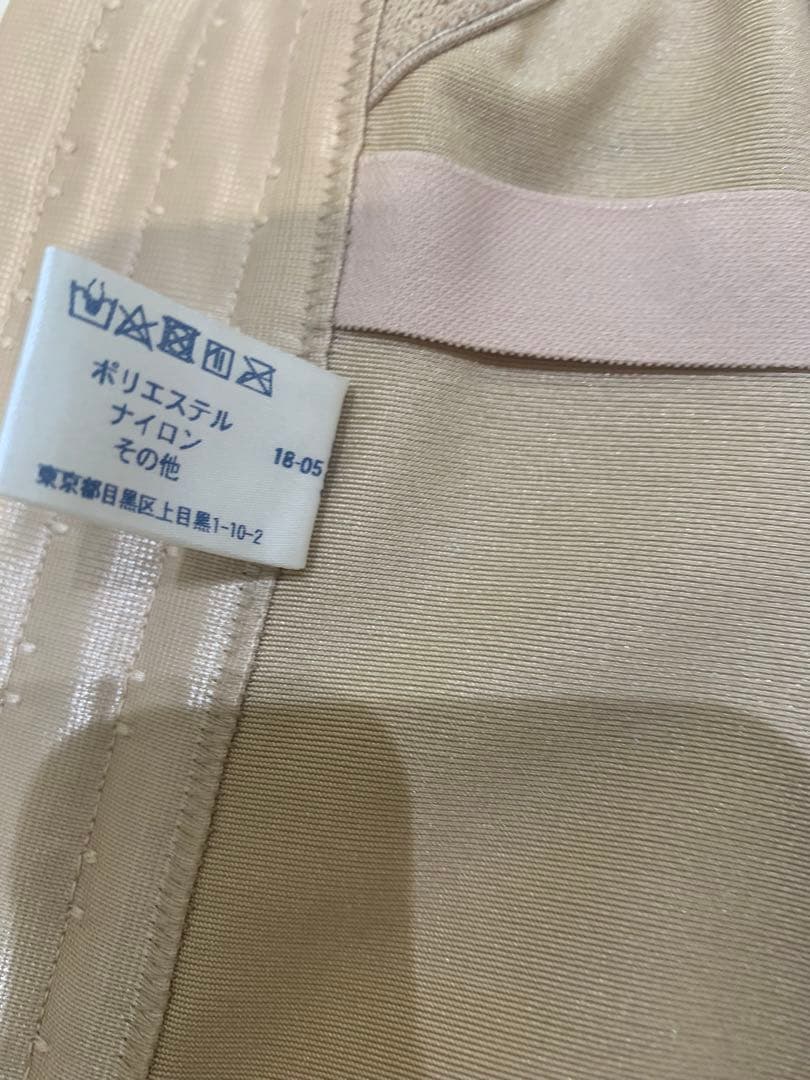 ポリエステル
ナイロン
その他
18-05
東京都目黒区上目黒1-10-2